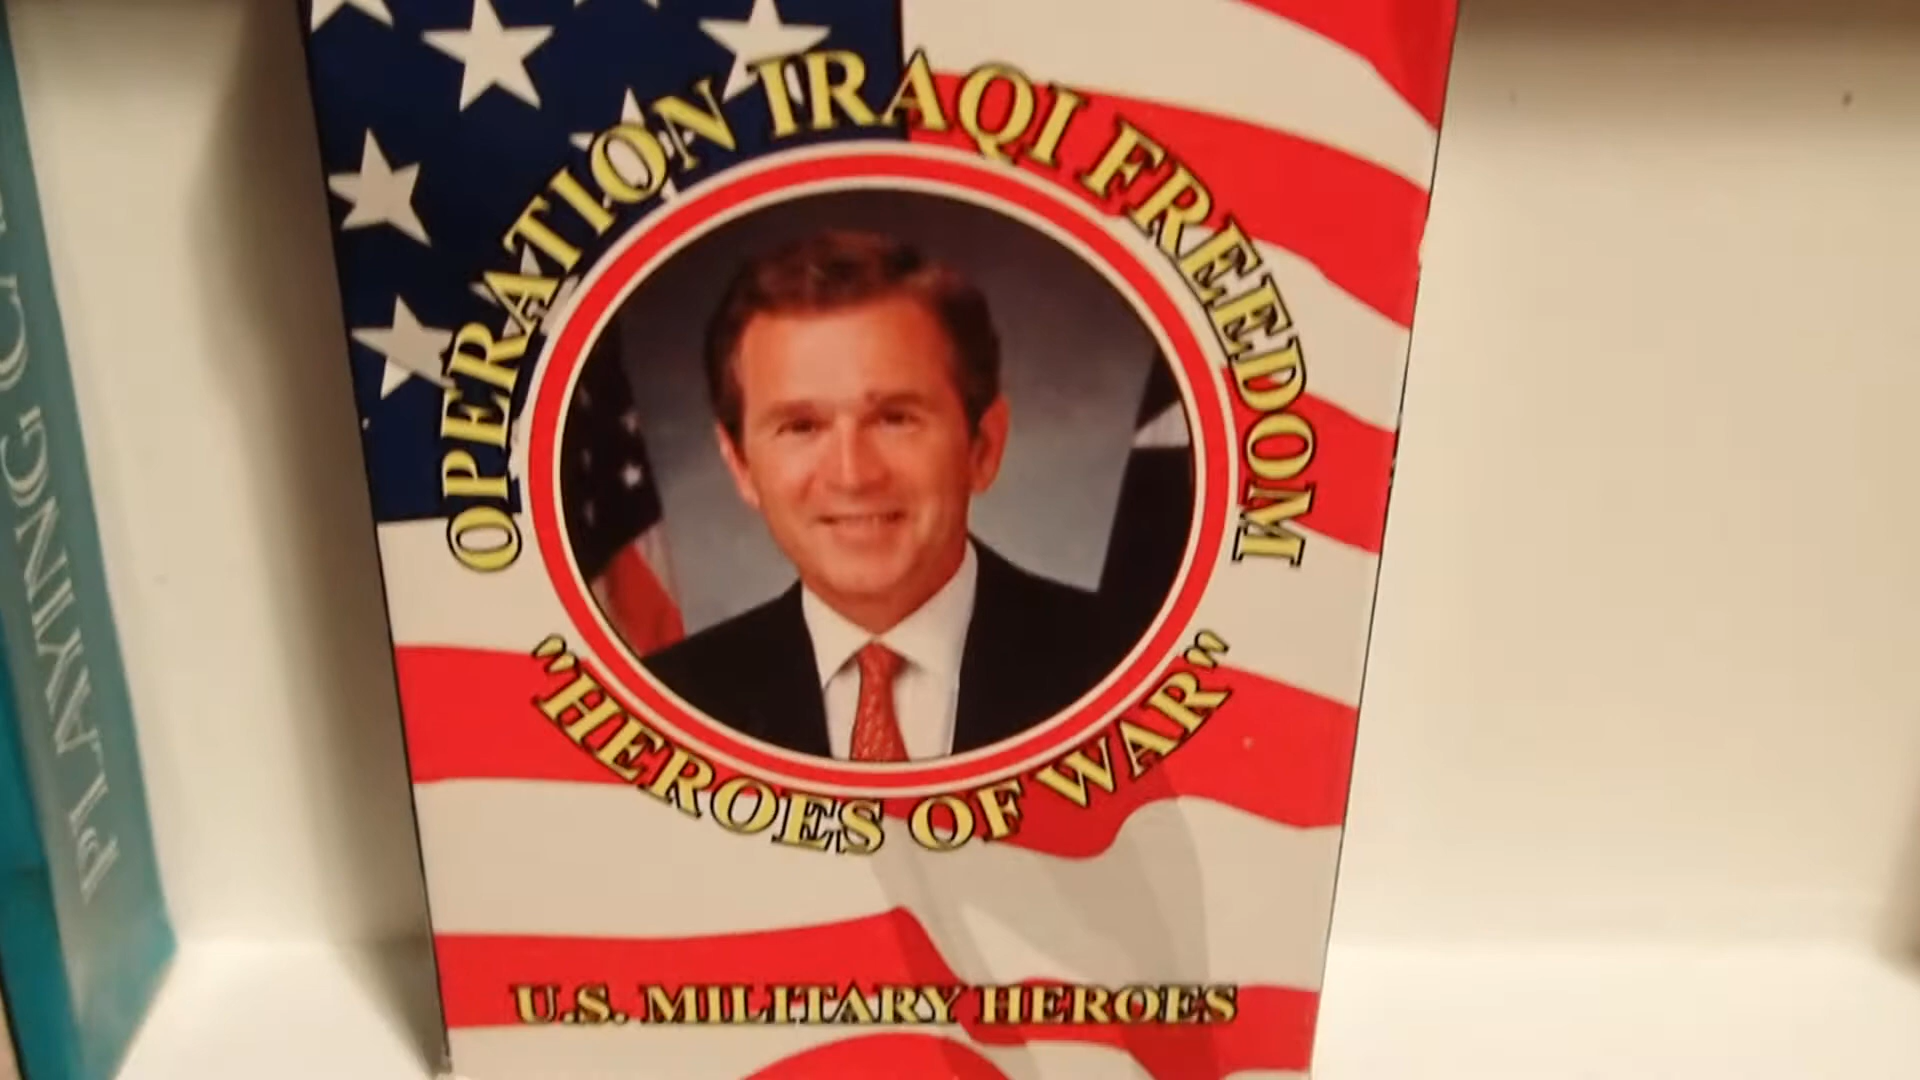 OPERATION IRAQI FREEDOM
"HEROES OF WAR"
U.S. MILITARY HEROES
PLAYING